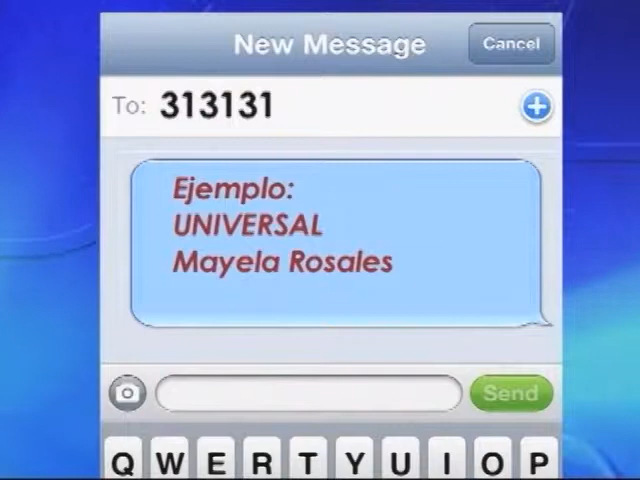 New Message
Cancel
To: 313131
Ejemplo:
UNIVERSAL
Mayela Rosales
Send
Q W E R T Y U I O P